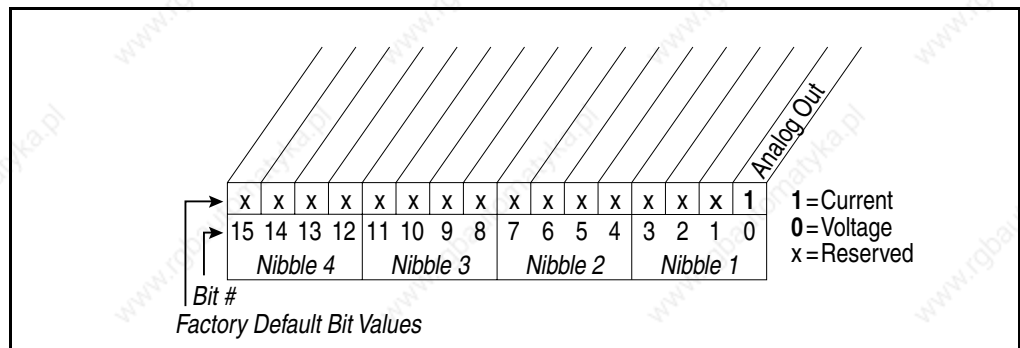 Analog Out
x x x x x x x x x x x x x x x 1
15 14 13 12 11 10 9 8 7 6 5 4 3 2 1 0
Nibble 4 Nibble 3 Nibble 2 Nibble 1
1=Current
0=Voltage
x=Reserved
Bit #
Factory Default Bit Values